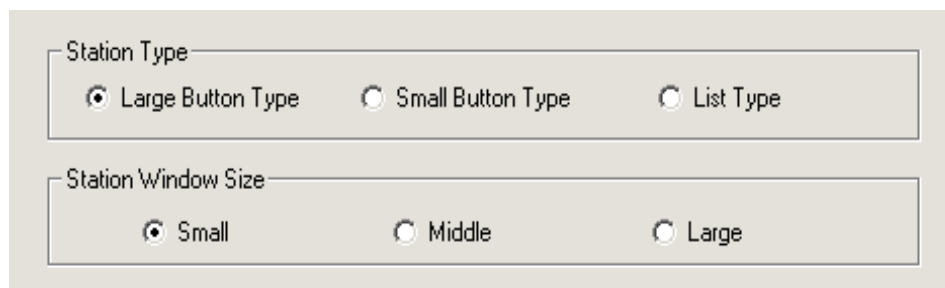 Station Type
Large Button Type Small Button Type List Type
Station Window Size
Small Middle Large